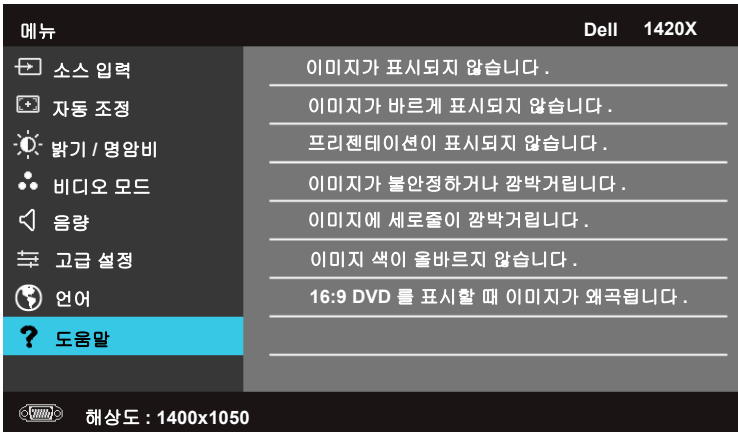 메뉴 Dell 1420X
소스 입력
자동 조정
밝기 / 명암비
비디오 모드
음량
고급 설정
언어
도움말
이미지가 표시되지 않습니다 .
이미지가 바르게 표시되지 않습니다 .
프리젠테이션이 표시되지 않습니다 .
이미지가 불안정하거나 깜박거립니다 .
이미지에 세로줄이 깜박거립니다 .
이미지 색이 올바르지 않습니다 .
16:9 DVD 를 표시할 때 이미지가 왜곡됩니다 .
해상도 : 1400x1050